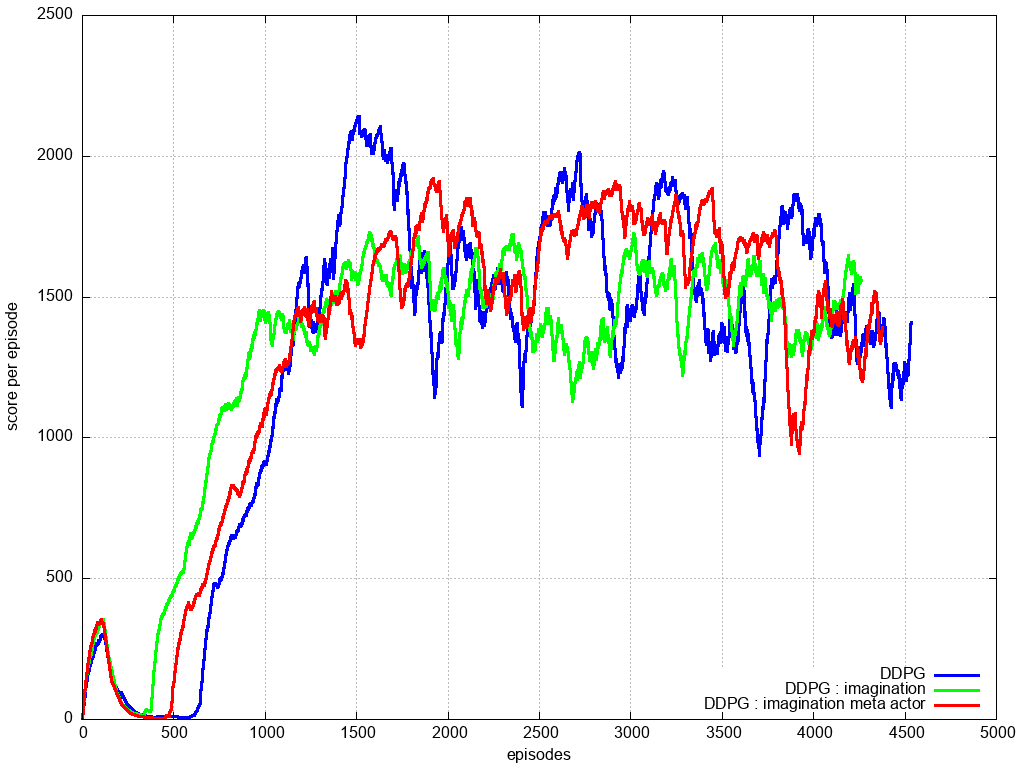 2500
2000
1500
1000
500
0
score per episode
DDPG
DDPG : imagination
DDPG : imagination meta actor
0 500 1000 1500 2000 2500 3000 3500 4000 4500 5000
episodes